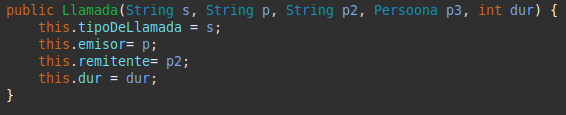 public Llamada(String s, String p, String p2, Persoona p3, int dur) {
this.tipoDeLlamada = s;
this.emisor= p;
this.remitente= p2;
this.dur = dur;
}